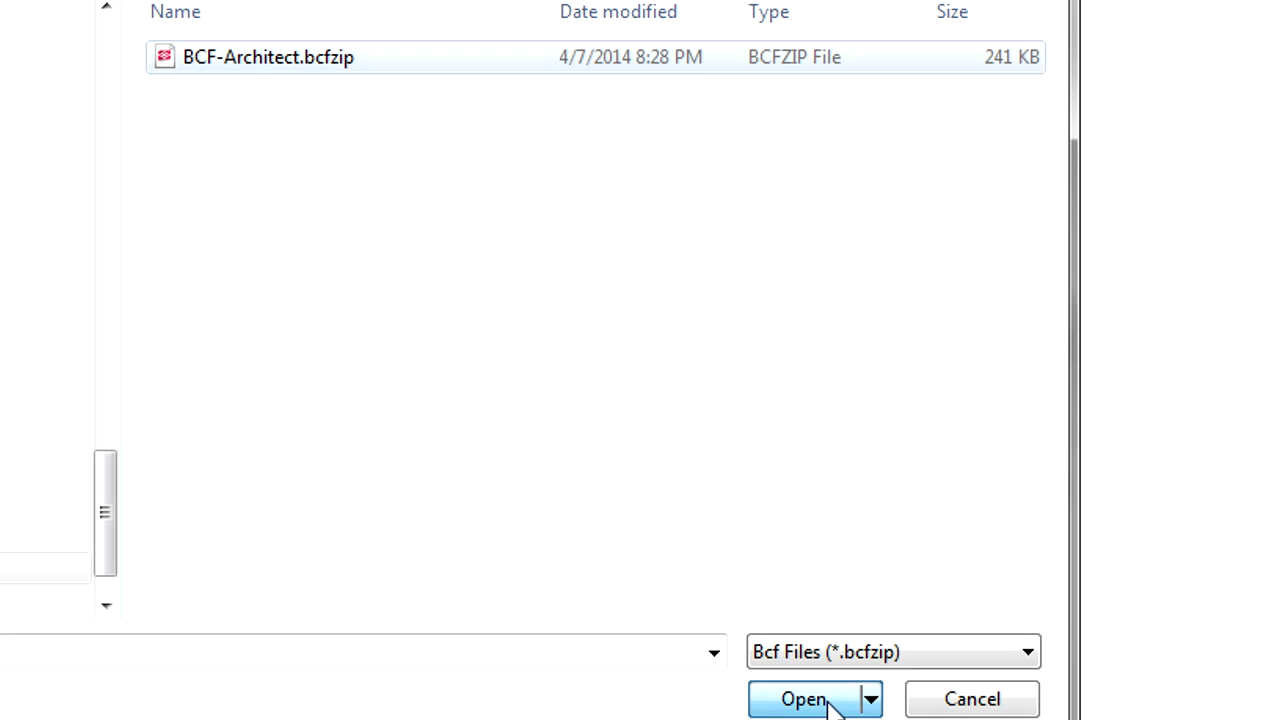 Name Date modified Type Size
BCF-Architect.bcfzip 4/7/2014 8:28 PM BCFZIP File 241 KB
Bcf Files (*.bcfzip)
Open Cancel